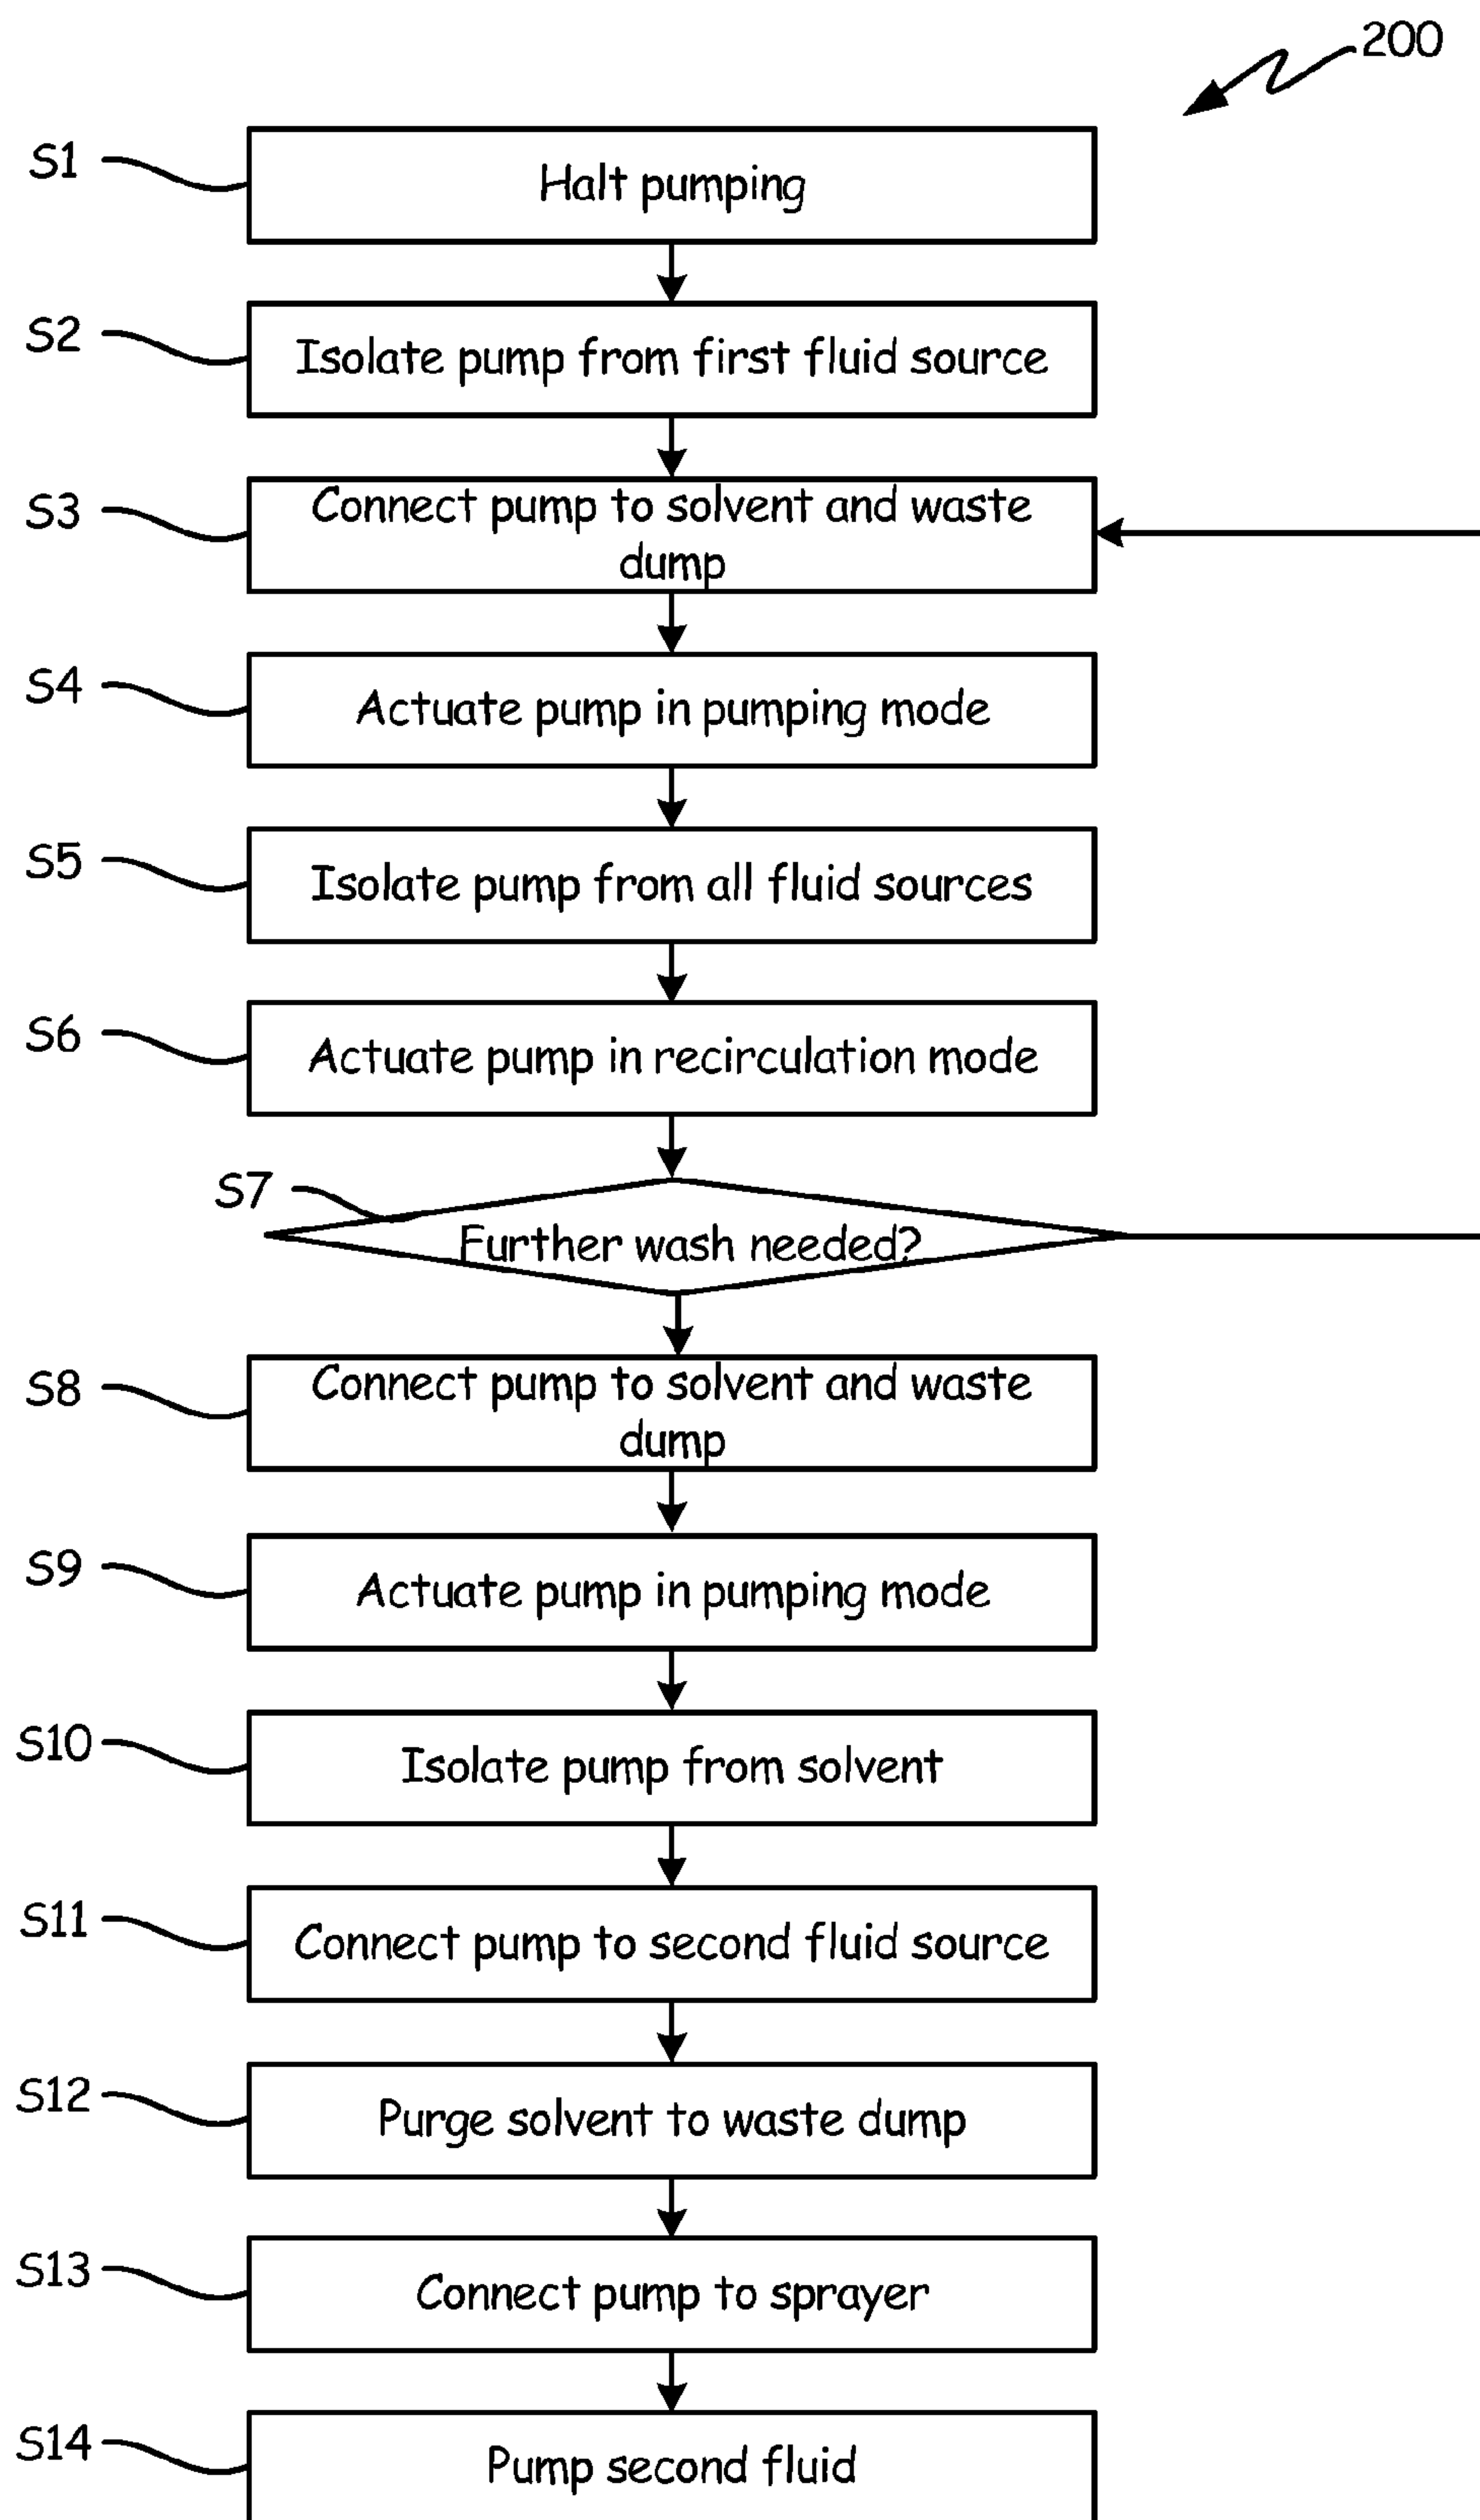 200
S1
Halt pumping
S2
Isolate pump from first fluid source
S3
Connect pump to solvent and waste
dump
S4
Actuate pump in pumping mode
S5
Isolate pump from all fluid sources
S6
Actuate pump in recirculation mode
S7
Further wash needed?
S8
Connect pump to solvent and waste
dump
S9
Actuate pump in pumping mode
S10
Isolate pump from solvent
S11
Connect pump to second fluid source
S12
Purge solvent to waste dump
S13
Connect pump to sprayer
S14
Pump second fluid